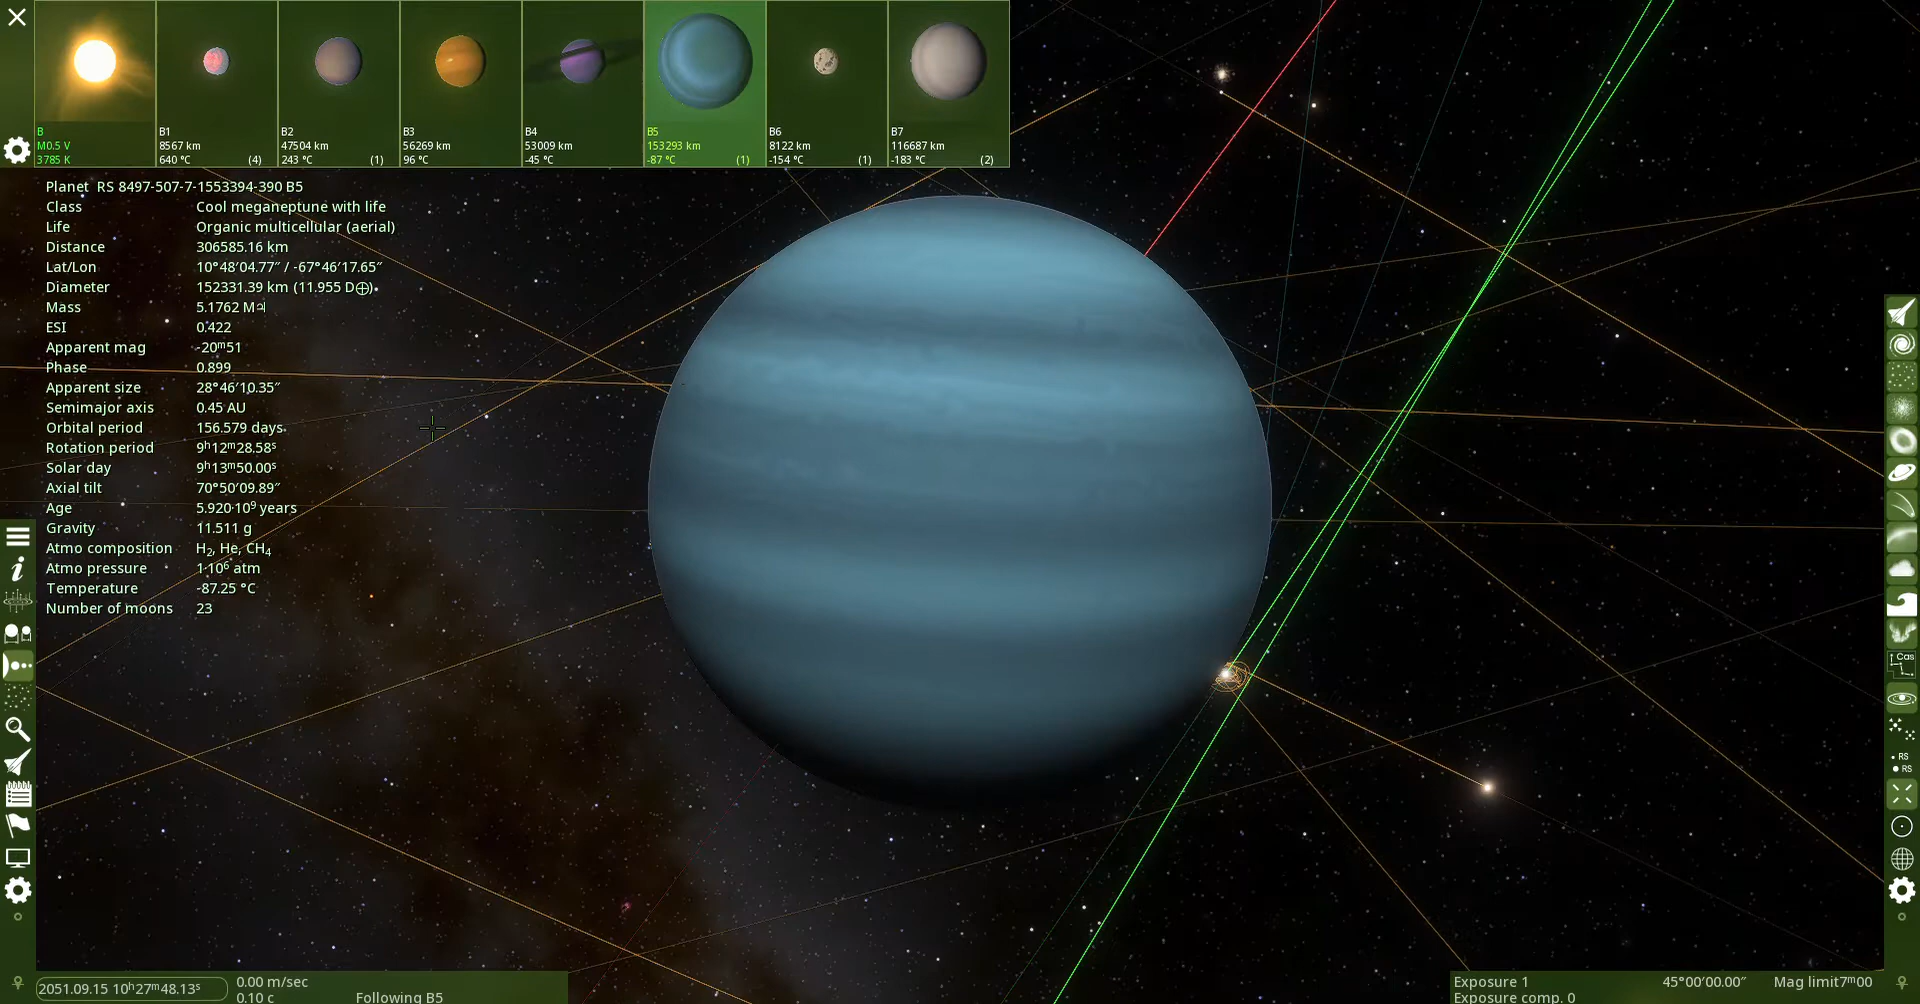 B
M0.5 V
3785 K
B1
8567 km
640 °C (4)
B2
47504 km
243 °C (1)
B3
56269 km
96 °C
B4
53009 km
-45 °C
B5
153293 km
-87 °C (1)
B6
8122 km
-154 °C (1)
B7
116687 km
-183 °C (2)
Planet RS 8497-507-7-1553394-390 B5
Class Cool meganeptune with life
Life Organic multicellular (aerial)
Distance 306585.16 km
Lat/Lon 10°48′04.77″ / -67°46′17.65″
Diameter 152331.39 km (11.955 D⊕)
Mass 5.1762 M♃
ESI 0.422
Apparent mag -20ᵐ51
Phase 0.899
Apparent size 28°46′10.35″
Semimajor axis 0.45 AU
Orbital period 156.579 days
Rotation period 9ʰ12ᵐ28.58ˢ
Solar day 9ʰ13ᵐ50.00ˢ
Axial tilt 70°50′09.89″
Age 5.920·10⁹ years
Gravity 11.511 g
Atmo composition H₂, He, CH₄
Atmo pressure 1·10⁶ atm
Temperature -87.25 °C
Number of moons 23
Cas
RS
RS
2051.09.15 10ʰ27ᵐ48.13ˢ
0.00 m/sec
0.10 c
Following B5
Exposure 1 45°00′00.00″ Mag limit7ᵐ00
Exposure comp. 0